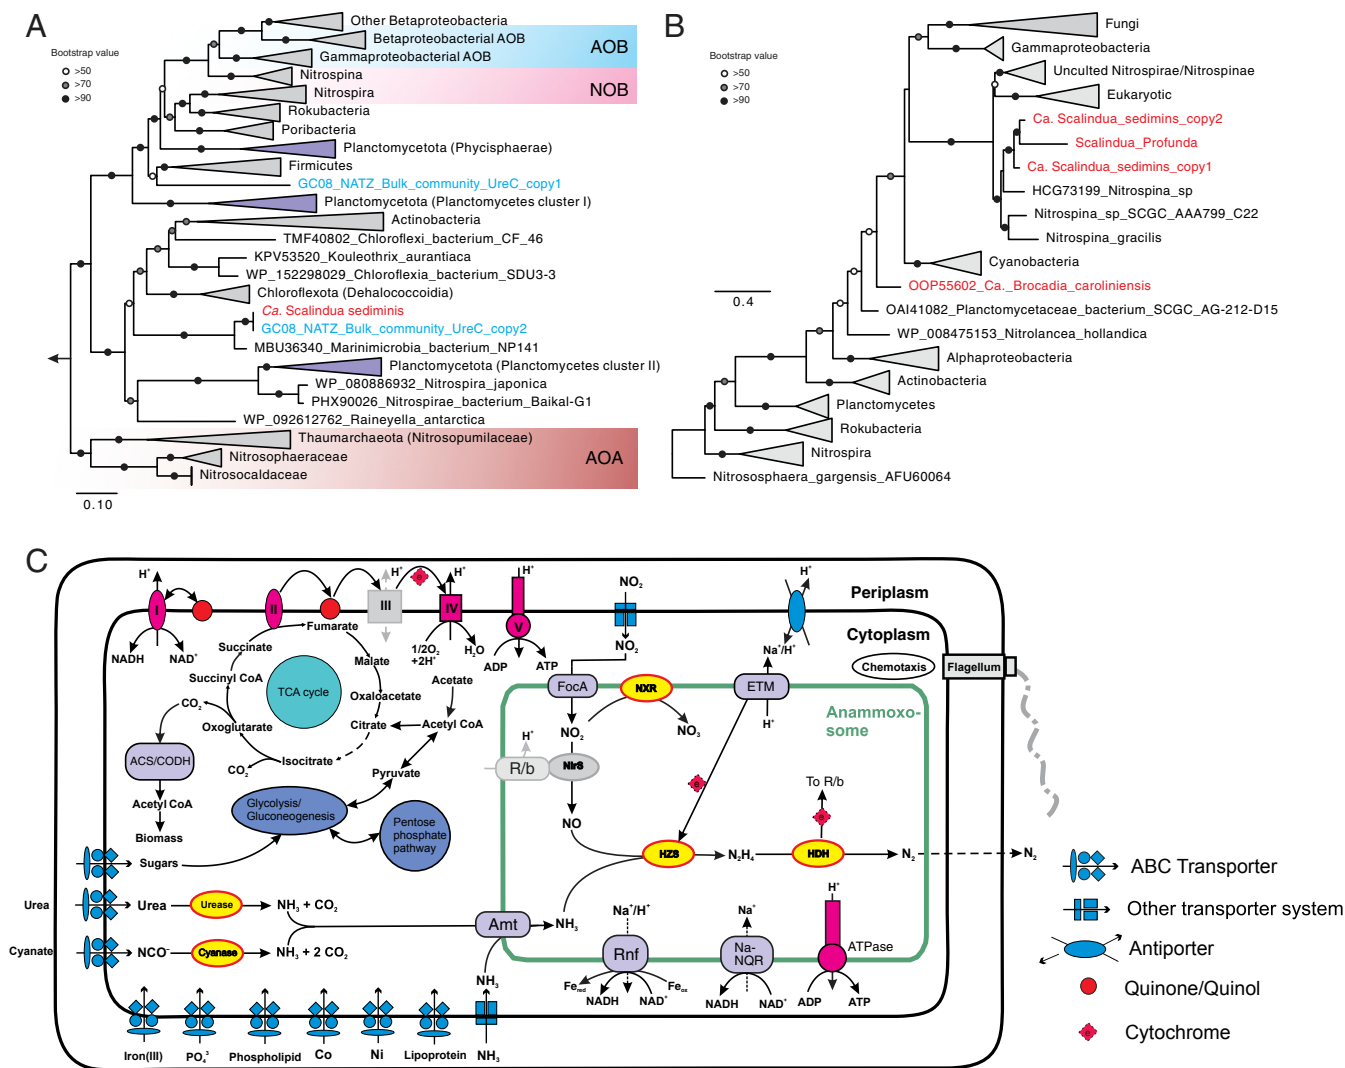 A
Bootstrap value
>50
>70
>90
Other Betaproteobacteria
Betaproteobacterial AOB
Gammaproteobacterial AOB
AOB
Nitrospina
Nitrospira
NOB
Rokubacteria
Poribacteria
Planctomycetota (Phycisphaerae)
Firmicutes
GC08_NATZ_Bulk_community_UreC_copy1
Planctomycetota (Planctomycetes cluster I)
Actinobacteria
TMF40802_Chloroflexi_bacterium_CF_46
KPV53520_Kouleothrix_aurantiaca
WP_152298029_Chloroflexia_bacterium_SDU3-3
Chloroflexota (Dehalococcoidia)
Ca. Scalindua sediminis
GC08_NATZ_Bulk_community_UreC_copy2
MBU36340_Marinimicrobia_bacterium_NP141
Planctomycetota (Planctomycetes cluster II)
WP_080886932_Nitrospira_japonica
PHX90026_Nitrospirae_bacterium_Baikal-G1
WP_092612762_Raineyella_antarctica
Thaumarchaeota (Nitrosopumilaceae)
Nitrosophaeraceae
Nitrosocaldaceae
AOA
0.10
B
Bootstrap value
>50
>70
>90
Fungi
Gammaproteobacteria
Unculted Nitrospirae/Nitrospinae
Eukaryotic
Ca. Scalindua_sedimins_copy2
Scalindua_Profunda
Ca. Scalindua_sedimins_copy1
HCG73199_Nitrospina_sp
Nitrospina_sp_SCGC_AAA799_C22
Nitrospina_gracilis
Cyanobacteria
OOP55602_Ca._Brocadia_caroliniensis
OAI41082_Planctomycetaceae_bacterium_SCGC_AG-212-D15
WP_008475153_Nitrolancea_hollandica
Alphaproteobacteria
Actinobacteria
Planctomycetes
Rokubacteria
Nitrospira
Nitrososphaera_gargensis_AFU60064
0.4
C
H⁺ H⁺ e H⁺ H⁺ NO₂ H⁺
Periplasm
I II III IV V
Cytoplasm
NADH NAD⁺
Fumarate
1/2O₂ +2H⁺ H₂O
ADP ATP
NO₂
Na⁺/H⁺
Chemotaxis
Flagellum
Succinate
Malate
Succinyl CoA
TCA cycle
Oxaloacetate
Acetate
FocA
NXR
ETM
CO₂
Oxoglutarate
Citrate
Acetyl CoA
NO₂
NO₃
H⁺
Anammoxo-
some
ACS/CODH
CO₂
Isocitrate
Pyruvate
H⁺
R/b
NirS
e
To R/b
Acetyl CoA
Biomass
Glycolysis/
Gluconeogenesis
Pentose
phosphate
pathway
NO
e
Sugars
HZS
N₂H₄
HDH
N₂
N₂
Urea
Urea
Urease
NH₃ + CO₂
Amt
NH₃
Cyanate
NCO⁻
Cyanase
NH₃ + 2 CO₂
NH₃
Na⁺/H⁺
Rnf
Feᵣₑd
NADH
NAD⁺
Feₒₓ
Na⁺
Na-
NQR
NADH
NAD⁺
H⁺
ATPase
ADP
ATP
Iron(III)
PO₄³
Phospholipid
Co
Ni
Lipoprotein
NH₃
ABC Transporter
Other transporter system
Antiporter
Quinone/Quinol
e
Cytochrome